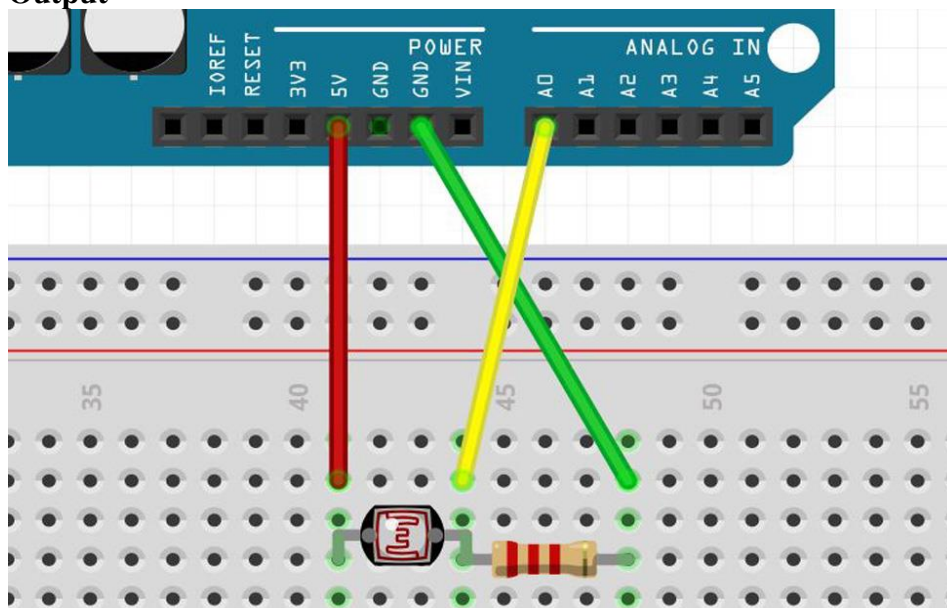 Output
POWER
ANALOG IN
IOREF
RESET
3V3
5V
GND
GND
VIN
A0
A1
A2
A3
A4
A5
35
40
45
50
55